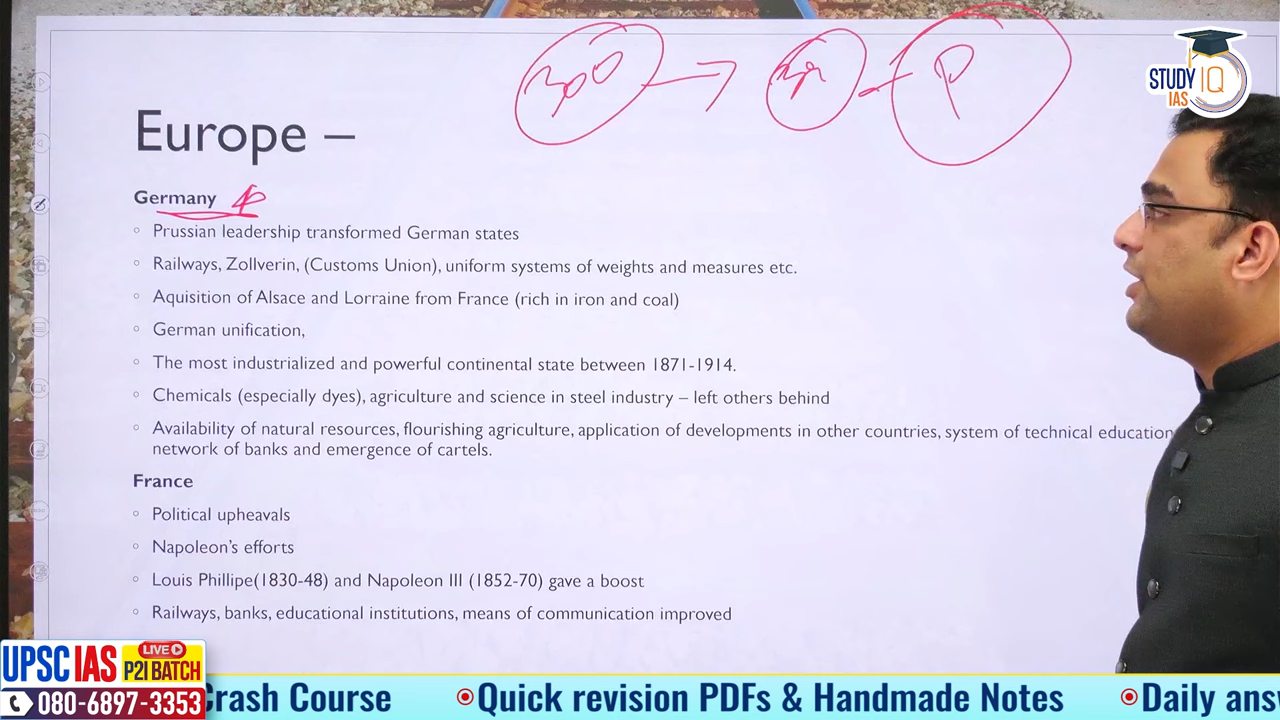 300 → P
STUDY IQ
IAS
Europe –
Germany
Prussian leadership transformed German states
Railways, Zollverin, (Customs Union), uniform systems of weights and measures etc.
Aquisition of Alsace and Lorraine from France (rich in iron and coal)
German unification,
The most industrialized and powerful continental state between 1871-1914.
Chemicals (especially dyes), agriculture and science in steel industry – left others behind
Availability of natural resources, flourishing agriculture, application of developments in other countries, system of technical education
network of banks and emergence of cartels.
France
Political upheavals
Napoleon's efforts
Louis Phillipe(1830-48) and Napoleon III (1852-70) gave a boost
Railways, banks, educational institutions, means of communication improved
UPSC IAS LIVE P2I BATCH
080-6897-3353
Crash Course Quick revision PDFs & Handmade Notes Daily ans